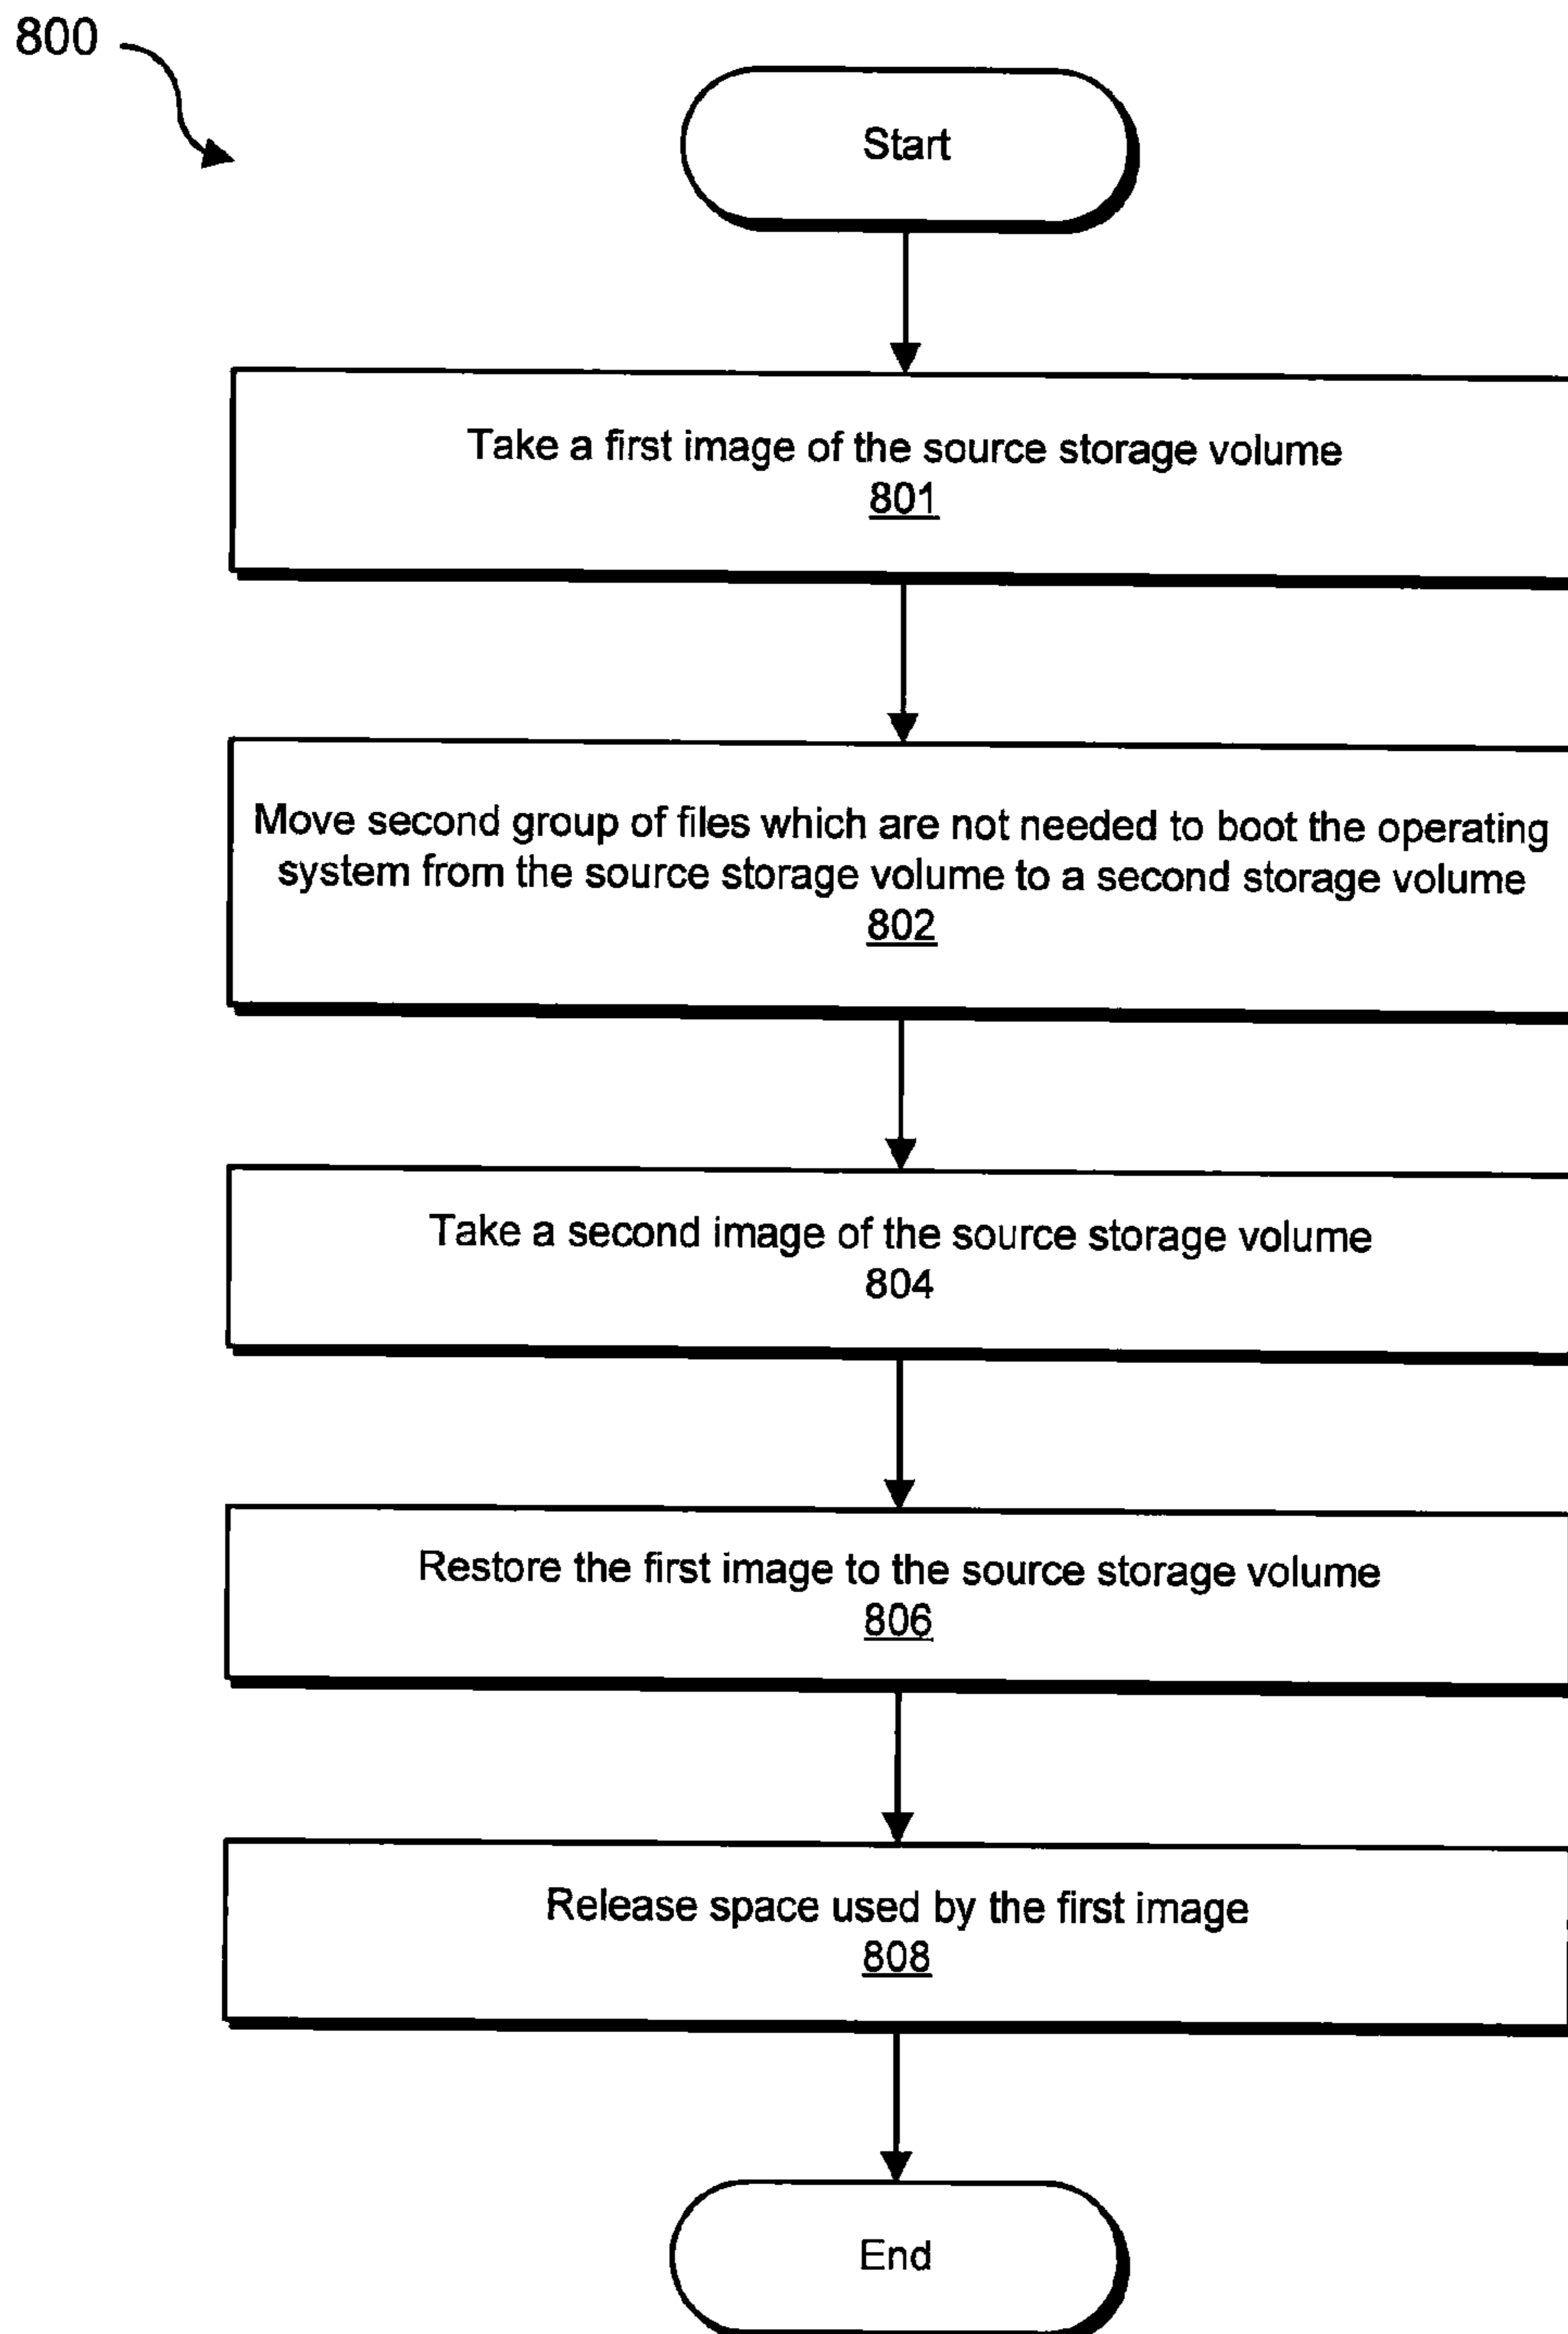 800
Start
Take a first image of the source storage volume
801
Move second group of files which are not needed to boot the operating
system from the source storage volume to a second storage volume
802
Take a second image of the source storage volume
804
Restore the first image to the source storage volume
806
Release space used by the first image
808
End